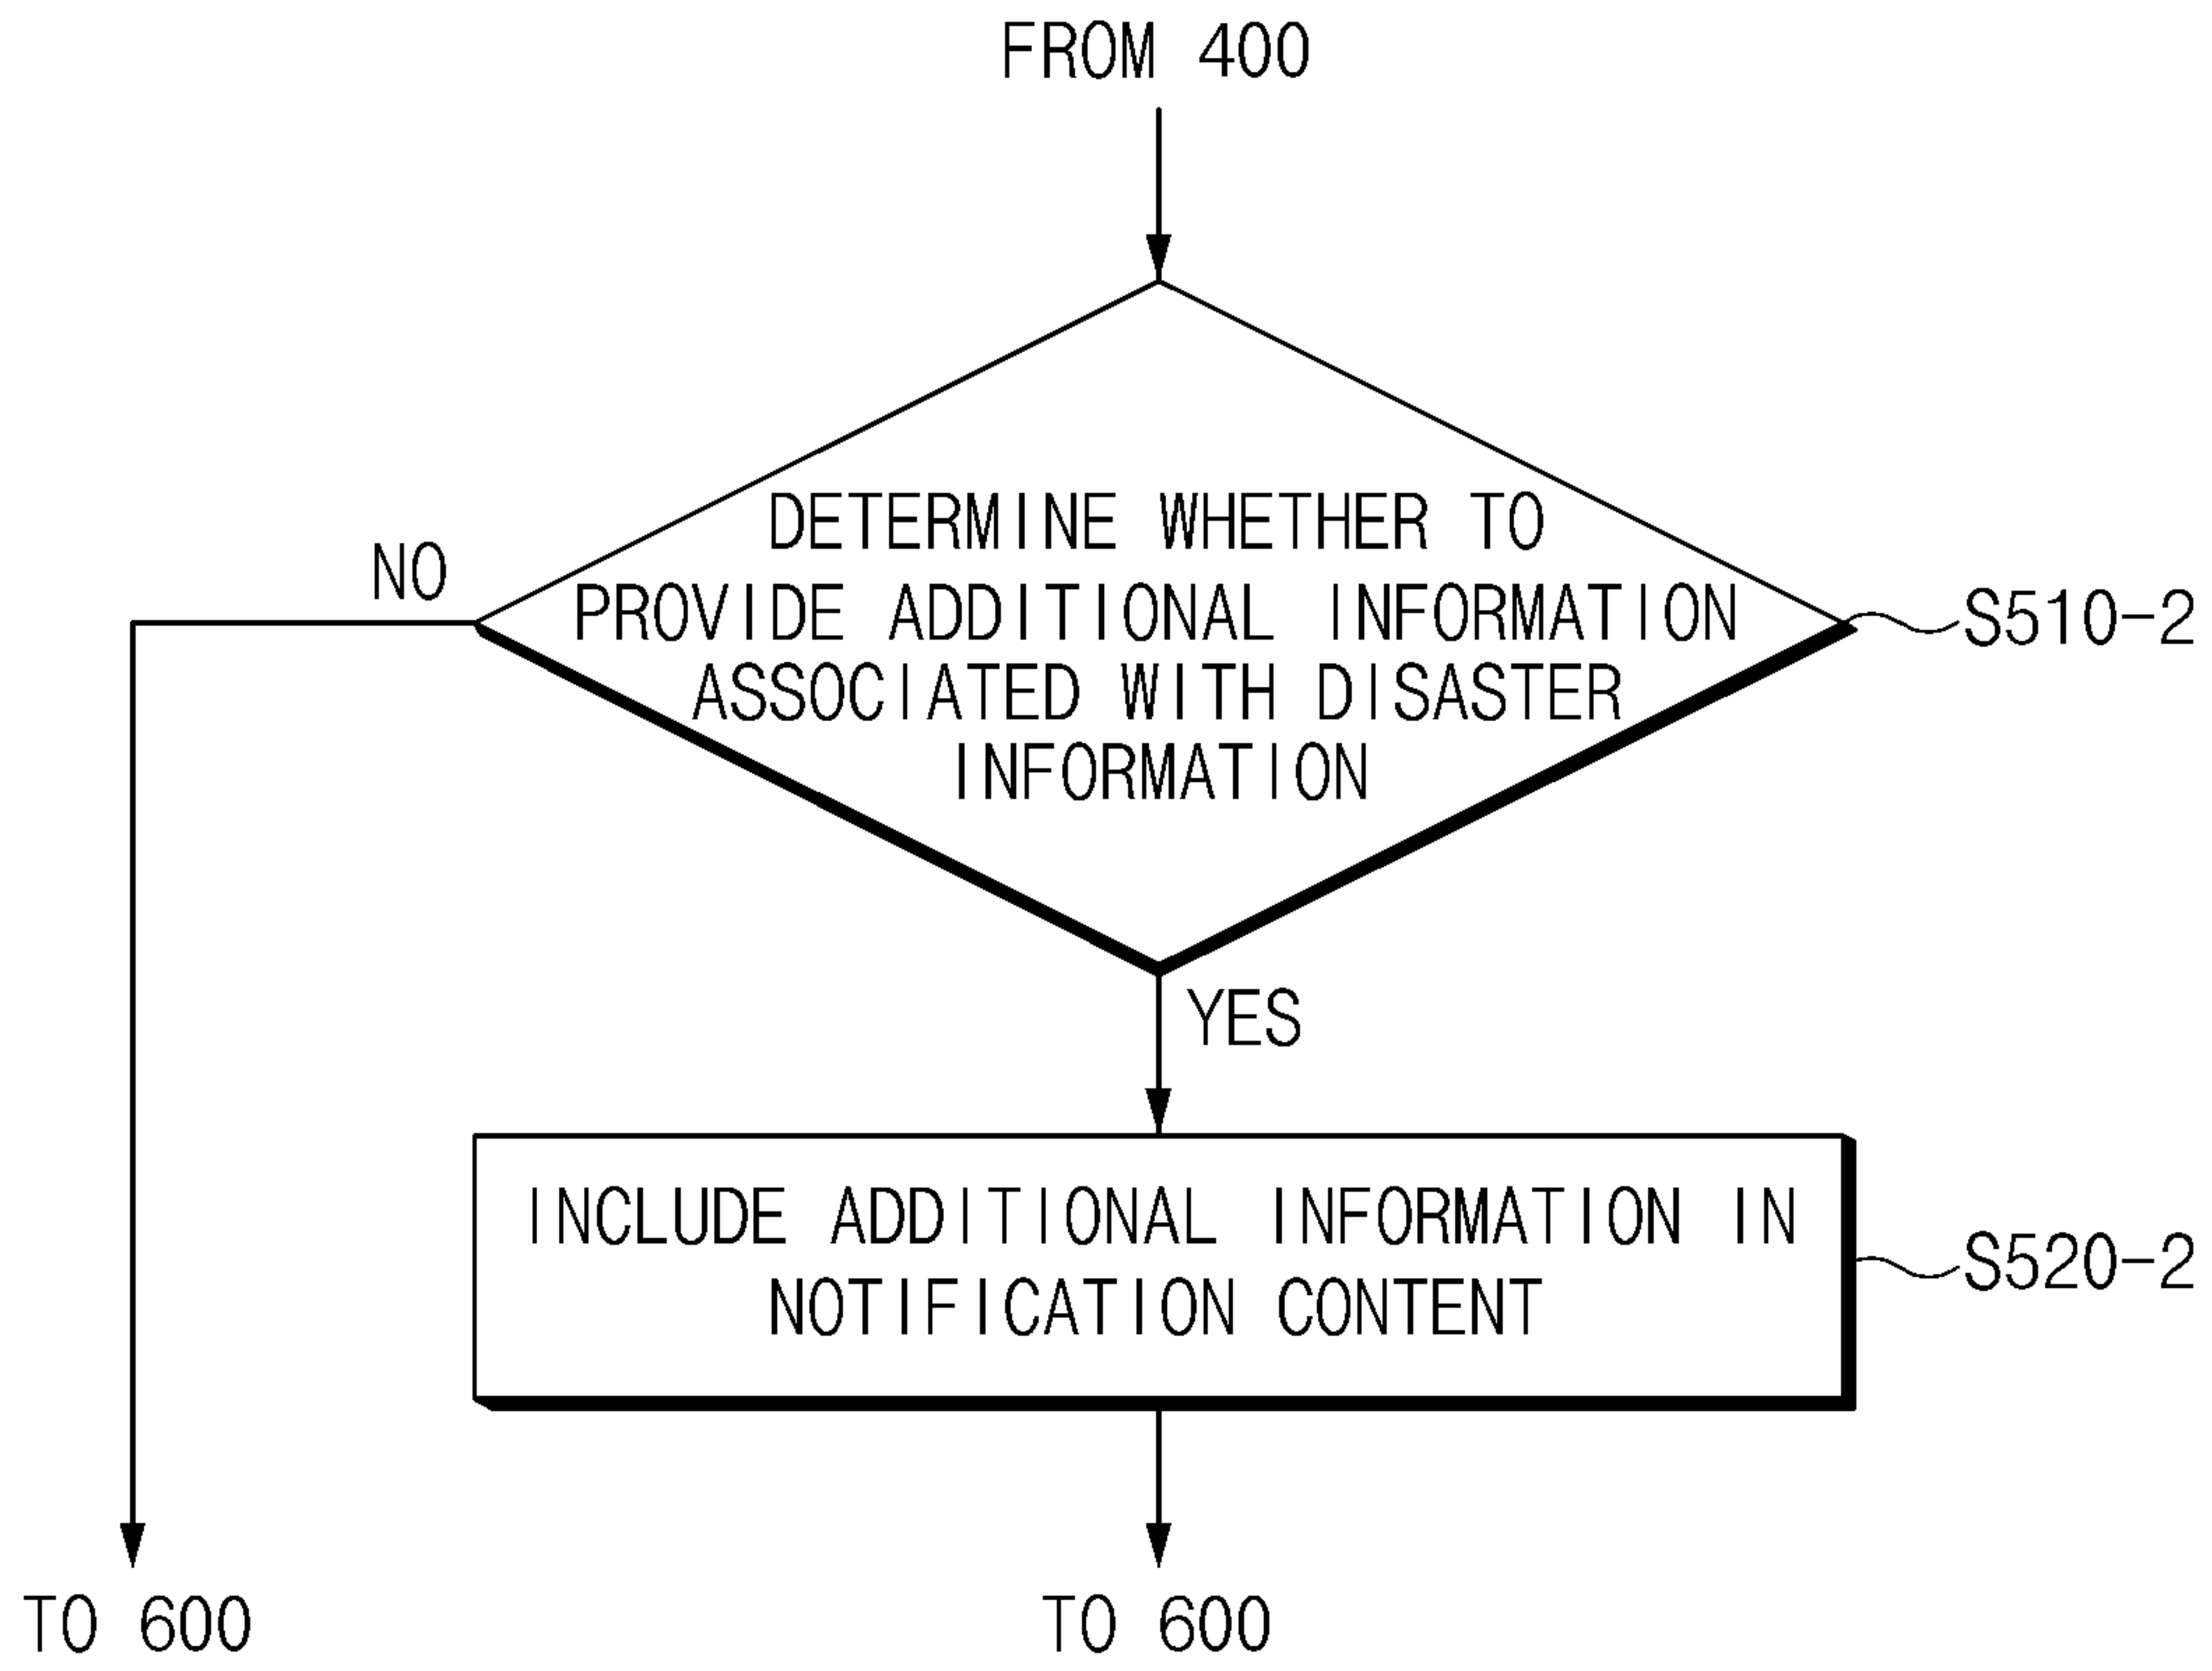 FROM 400
DETERMINE WHETHER TO
PROVIDE ADDITIONAL INFORMATION
ASSOCIATED WITH DISASTER
INFORMATION
NO
S510-2
YES
INCLUDE ADDITIONAL INFORMATION IN
NOTIFICATION CONTENT
S520-2
TO 600
TO 600